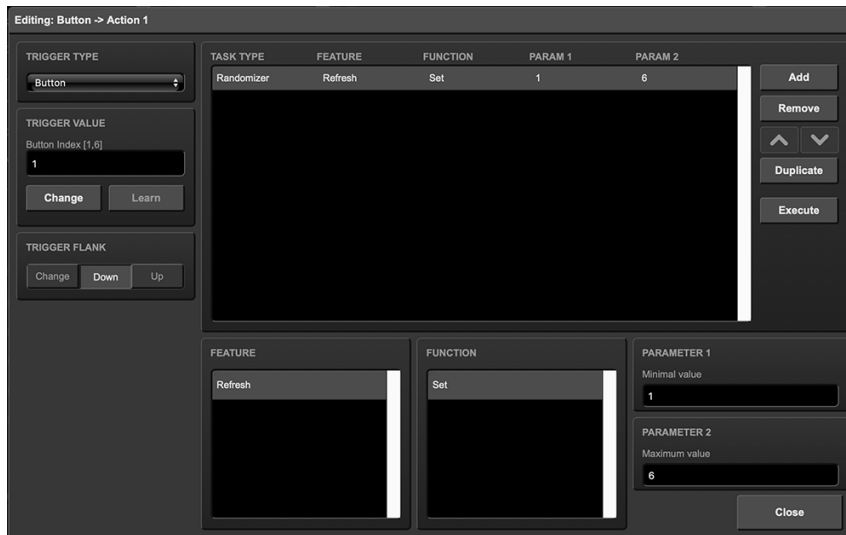 Editing: Button -> Action 1
TRIGGER TYPE
Button
TRIGGER VALUE
Button Index [1,6]
1
Change Learn
TRIGGER FLANK
Change Down Up
TASK TYPE FEATURE FUNCTION PARAM 1 PARAM 2
Randomizer Refresh Set 1 6
Add
Remove
Duplicate
Execute
FEATURE
Refresh
FUNCTION
Set
PARAMETER 1
Minimal value
1
PARAMETER 2
Maximum value
6
Close